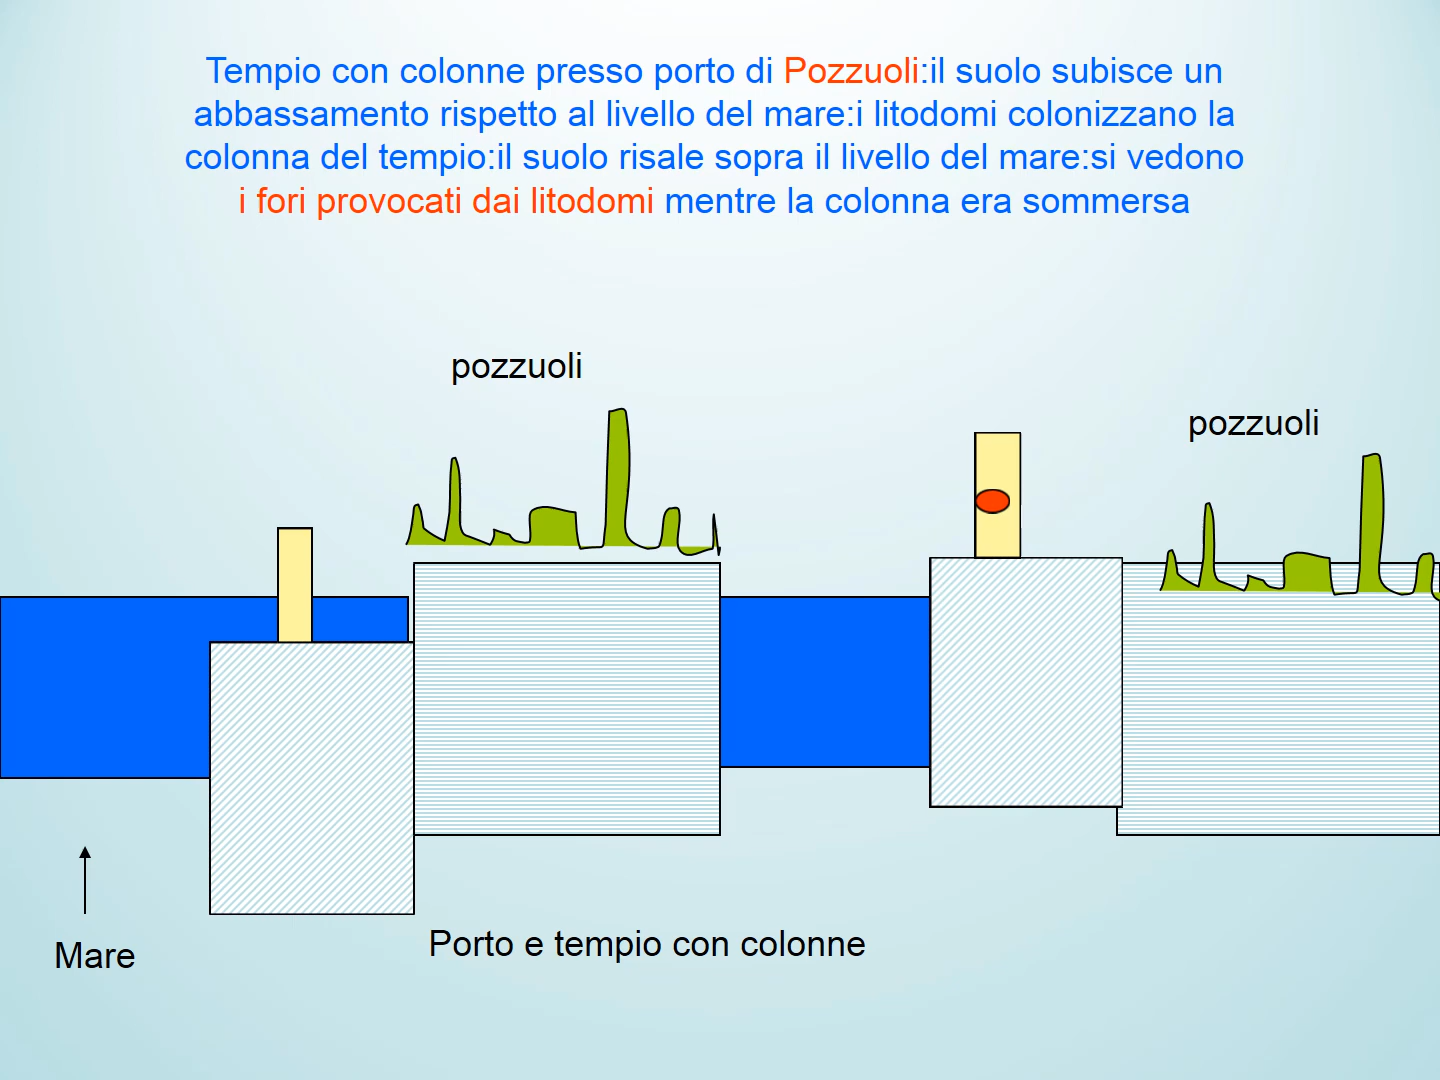 Tempio con colonne presso porto di Pozzuoli:il suolo subisce un
abbassamento rispetto al livello del mare:i litodomi colonizzano la
colonna del tempio:il suolo risale sopra il livello del mare:si vedono
i fori provocati dai litodomi mentre la colonna era sommersa
pozzuoli
pozzuoli
Mare
Porto e tempio con colonne